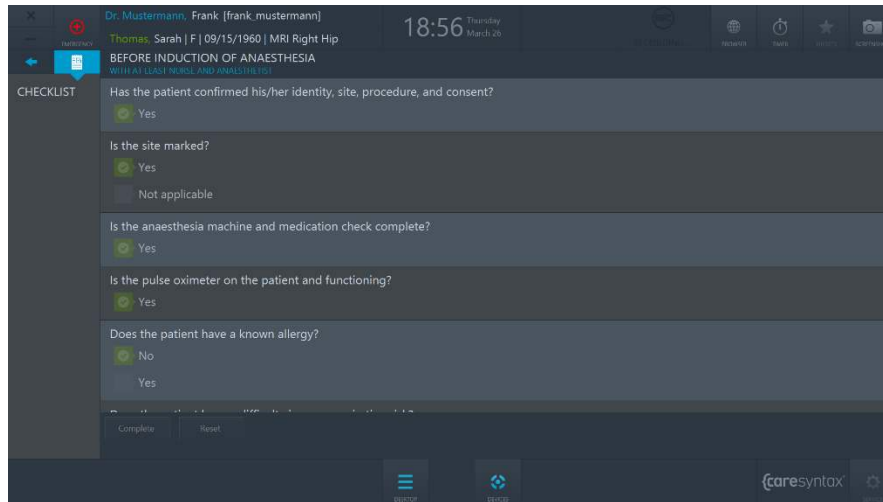 Dr. Mustermann, Frank [frank_mustermann]
Thomas, Sarah | F | 09/15/1960 | MRI Right Hip
18:56 Thursday
March 26
EMERGENCY
TIMER
BEFORE INDUCTION OF ANAESTHESIA
WITH AT LEAST NURSE AND ANAESTHETIST
CHECKLIST
Has the patient confirmed his/her identity, site, procedure, and consent?
Yes
Is the site marked?
Yes
Not applicable
Is the anaesthesia machine and medication check complete?
Yes
Is the pulse oximeter on the patient and functioning?
Yes
Does the patient have a known allergy?
No
Yes
Complete Reset
DESKTOP DEVICES
caresyntax